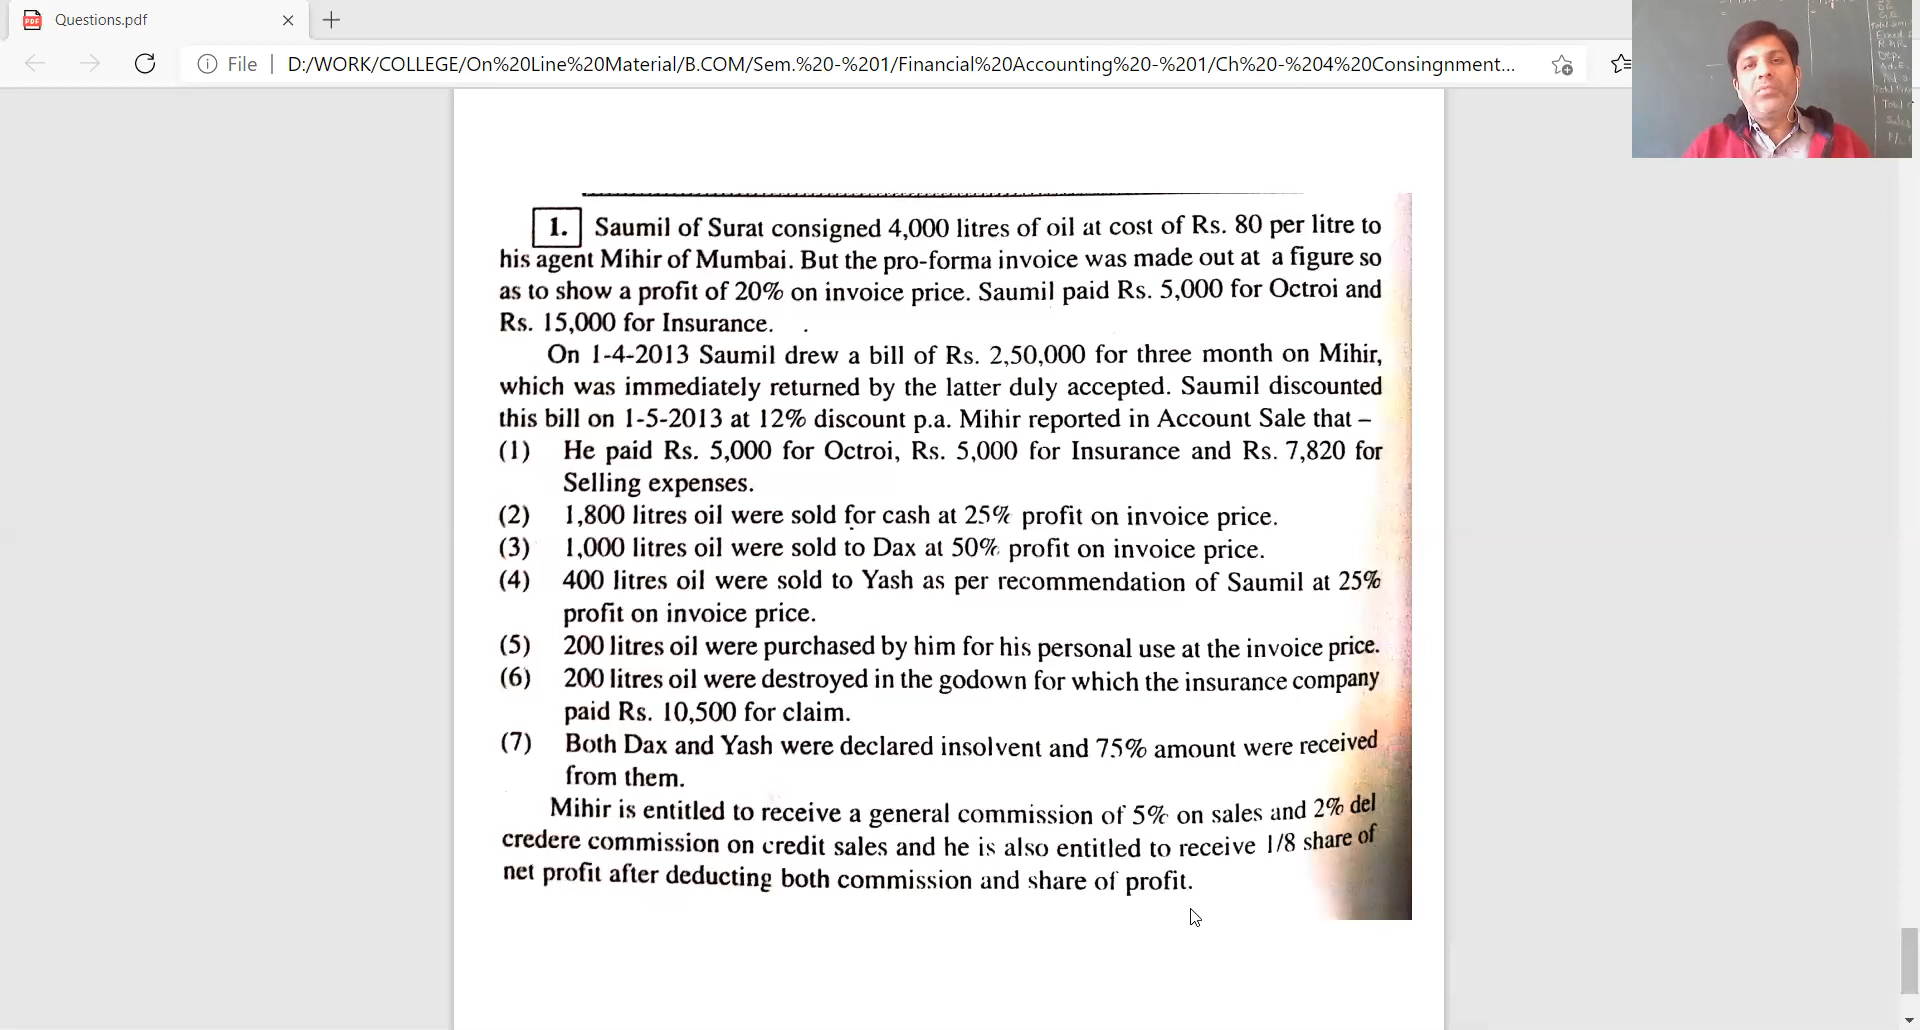 Questions.pdf
File
D:/WORK/COLLEGE/On%20Line%20Material/B.COM/Sem.%20-%201/Financial%20Accounting%20-%201/Ch%20-%204%20Consingnment...
1. Saumil of Surat consigned 4,000 litres of oil at cost of Rs. 80 per litre to
his agent Mihir of Mumbai. But the pro-forma invoice was made out at a figure so
as to show a profit of 20% on invoice price. Saumil paid Rs. 5,000 for Octroi and
Rs. 15,000 for Insurance.
On 1-4-2013 Saumil drew a bill of Rs. 2,50,000 for three month on Mihir,
which was immediately returned by the latter duly accepted. Saumil discounted
this bill on 1-5-2013 at 12% discount p.a. Mihir reported in Account Sale that –
(1) He paid Rs. 5,000 for Octroi, Rs. 5,000 for Insurance and Rs. 7,820 for
Selling expenses.
(2) 1,800 litres oil were sold for cash at 25% profit on invoice price.
(3) 1,000 litres oil were sold to Dax at 50% profit on invoice price.
(4) 400 litres oil were sold to Yash as per recommendation of Saumil at 25%
profit on invoice price.
(5) 200 litres oil were purchased by him for his personal use at the invoice price.
(6) 200 litres oil were destroyed in the godown for which the insurance company
paid Rs. 10,500 for claim.
(7) Both Dax and Yash were declared insolvent and 75% amount were received
from them.
Mihir is entitled to receive a general commission of 5% on sales and 2% del
credere commission on credit sales and he is also entitled to receive 1/8 share of
net profit after deducting both commission and share of profit.